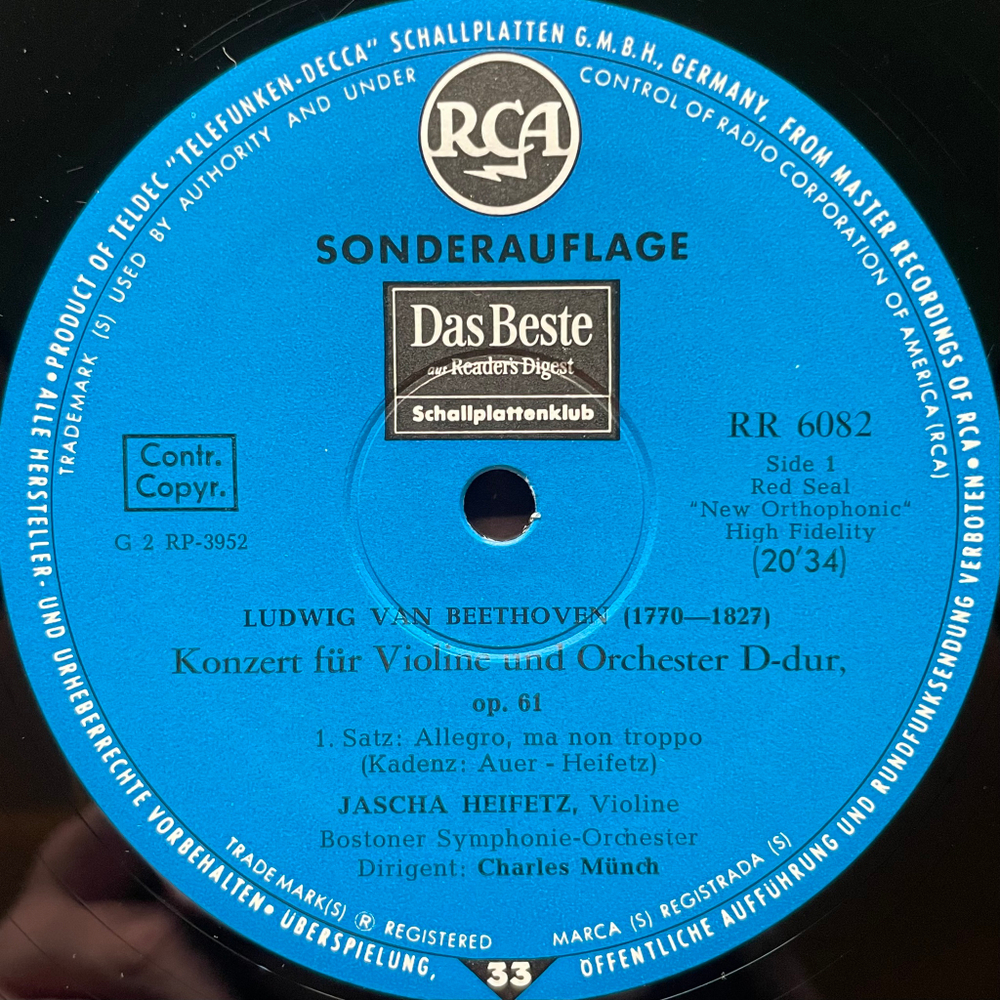 • PRODUCT OF TELDEC "TELEFUNKEN-DECCA" SCHALLPLATTEN G.M.B.H., GERMANY, FROM MASTER RECORDINGS OF RCA •
TRADEMARK (S) USED BY AUTHORITY AND UNDER CONTROL OF RADIO CORPORATION OF AMERICA (RCA)
RCA
SONDERAUFLAGE
Das Beste
aus Reader's Digest
Schallplattenklub
RR 6082
Contr.
Copyr.
Side 1
Red Seal
"New Orthophonic"
High Fidelity
(20'34)
G 2 RP-3952
LUDWIG VAN BEETHOVEN (1770—1827)
Konzert für Violine und Orchester D-dur,
op. 61
1. Satz: Allegro, ma non troppo
(Kadenz: Auer - Heifetz)
JASCHA HEIFETZ, Violine
Bostoner Symphonie-Orchester
Dirigent: Charles Münch
TRADEMARK(S) ® REGISTERED
MARCA (S) REGISTRADA (S)
ALLE HERSTELLER- UND URHEBERRECHTE VORBEHALTEN • ÜBERSPIELUNG, ÖFFENTLICHE AUFFÜHRUNG UND RUNDFUNKSENDUNG VERBOTEN
33